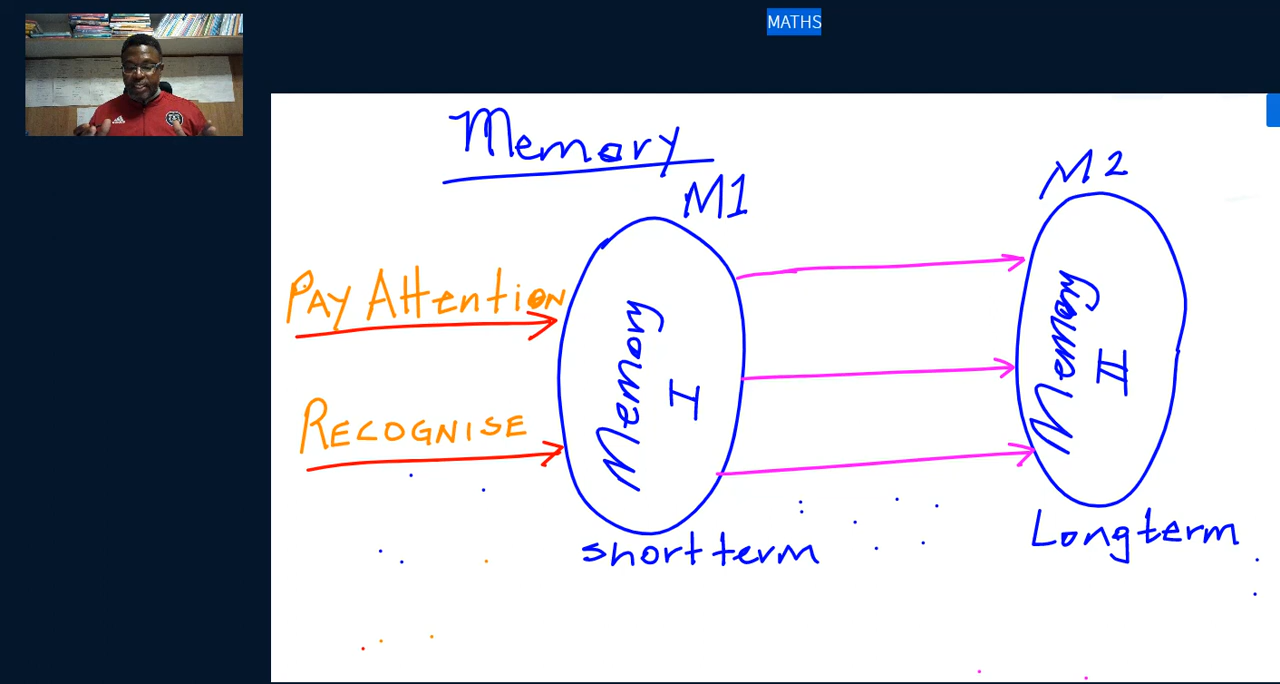 MATHS
Memory
M1
M2
PAY Attention
Memory
I
Memory
II
RECOGNISE
short term
Longterm